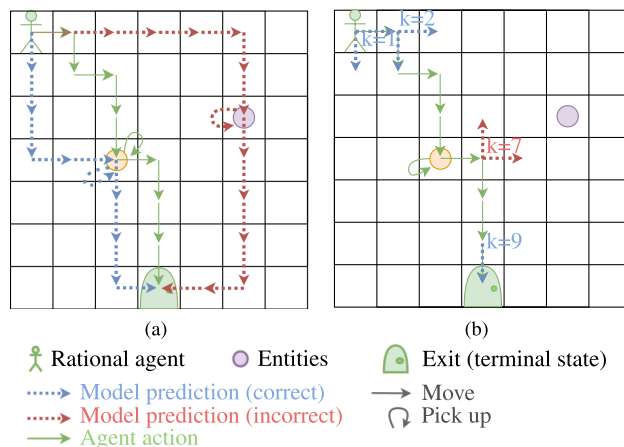 k=2
k=1
k=7
k=9
(a) (b)
Rational agent Entities Exit (terminal state)
Model prediction (correct) Move
Model prediction (incorrect) Pick up
Agent action